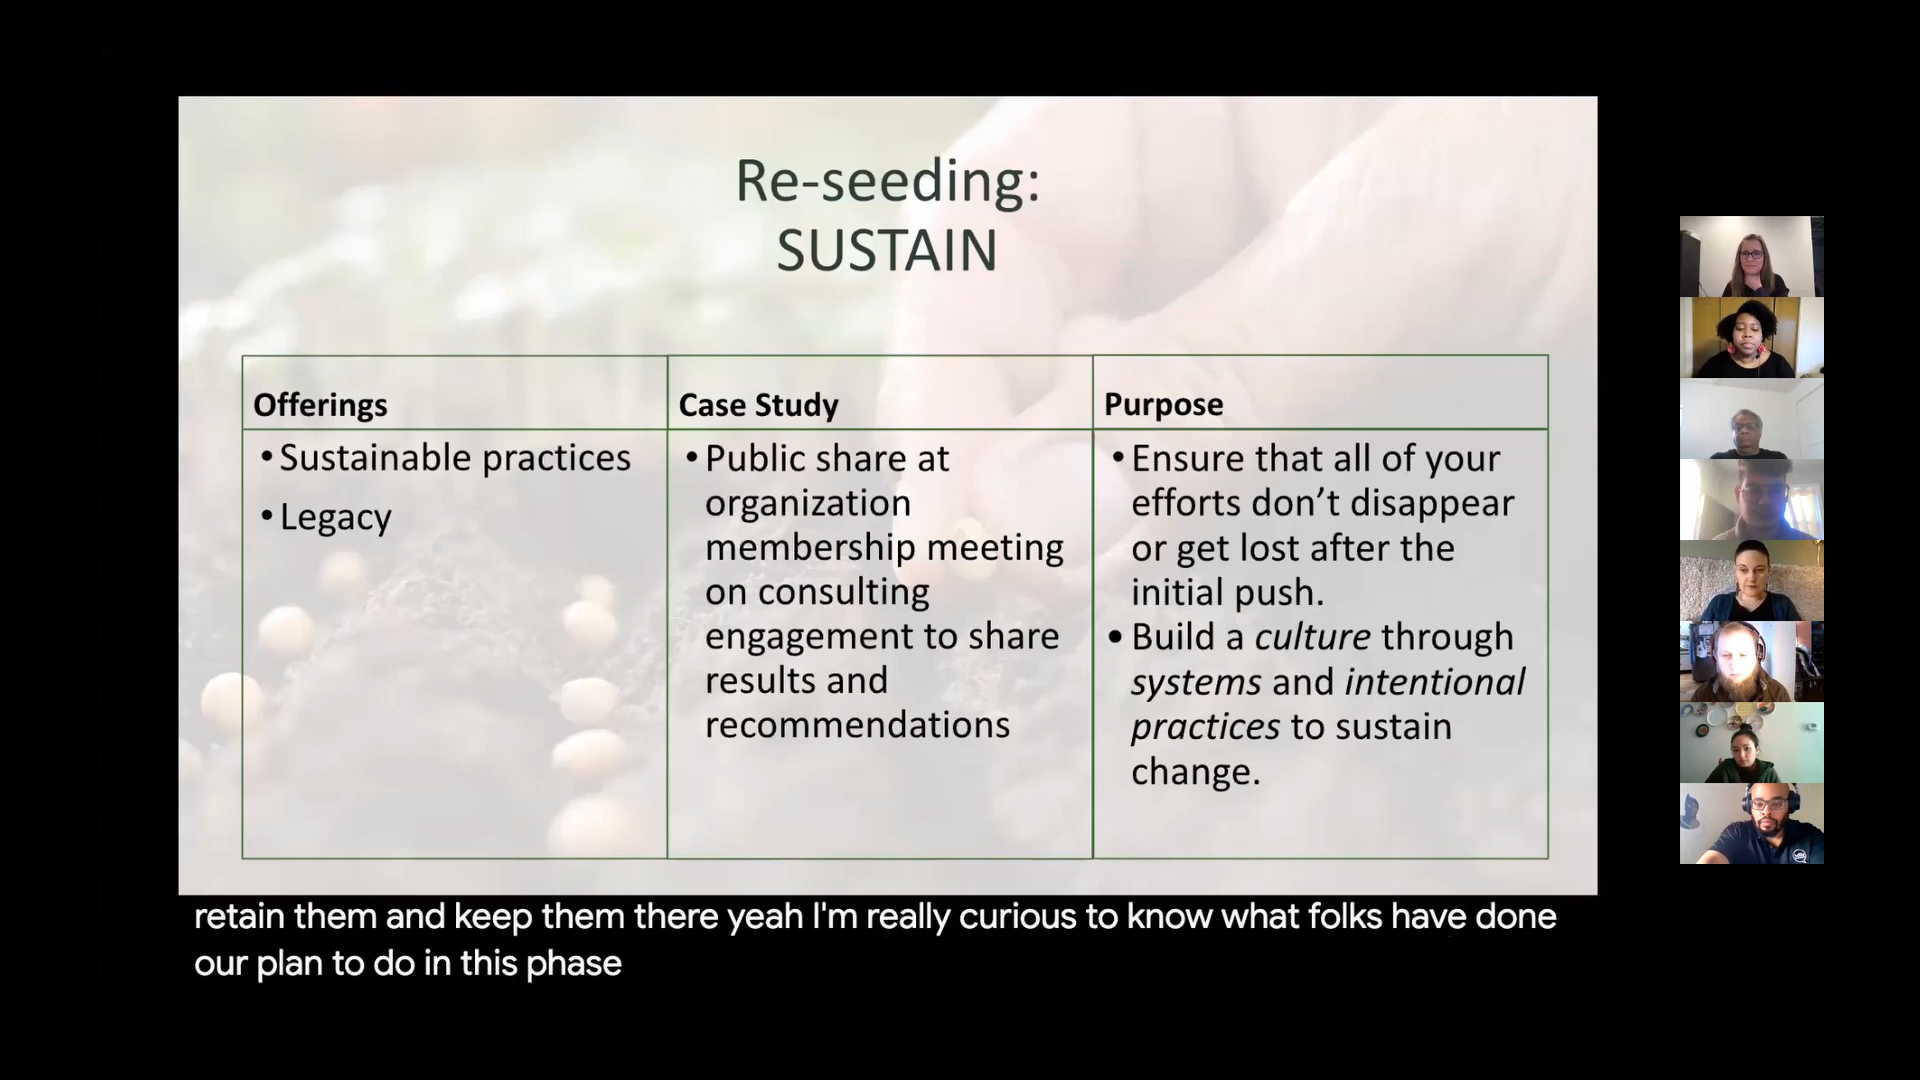 Re-seeding:
SUSTAIN
Offerings
• Sustainable practices
• Legacy
Case Study
• Public share at
organization
membership meeting
on consulting
engagement to share
results and
recommendations
Purpose
• Ensure that all of your
efforts don’t disappear
or get lost after the
initial push.
• Build a culture through
systems and intentional
practices to sustain
change.
retain them and keep them there yeah I'm really curious to know what folks have done
our plan to do in this phase